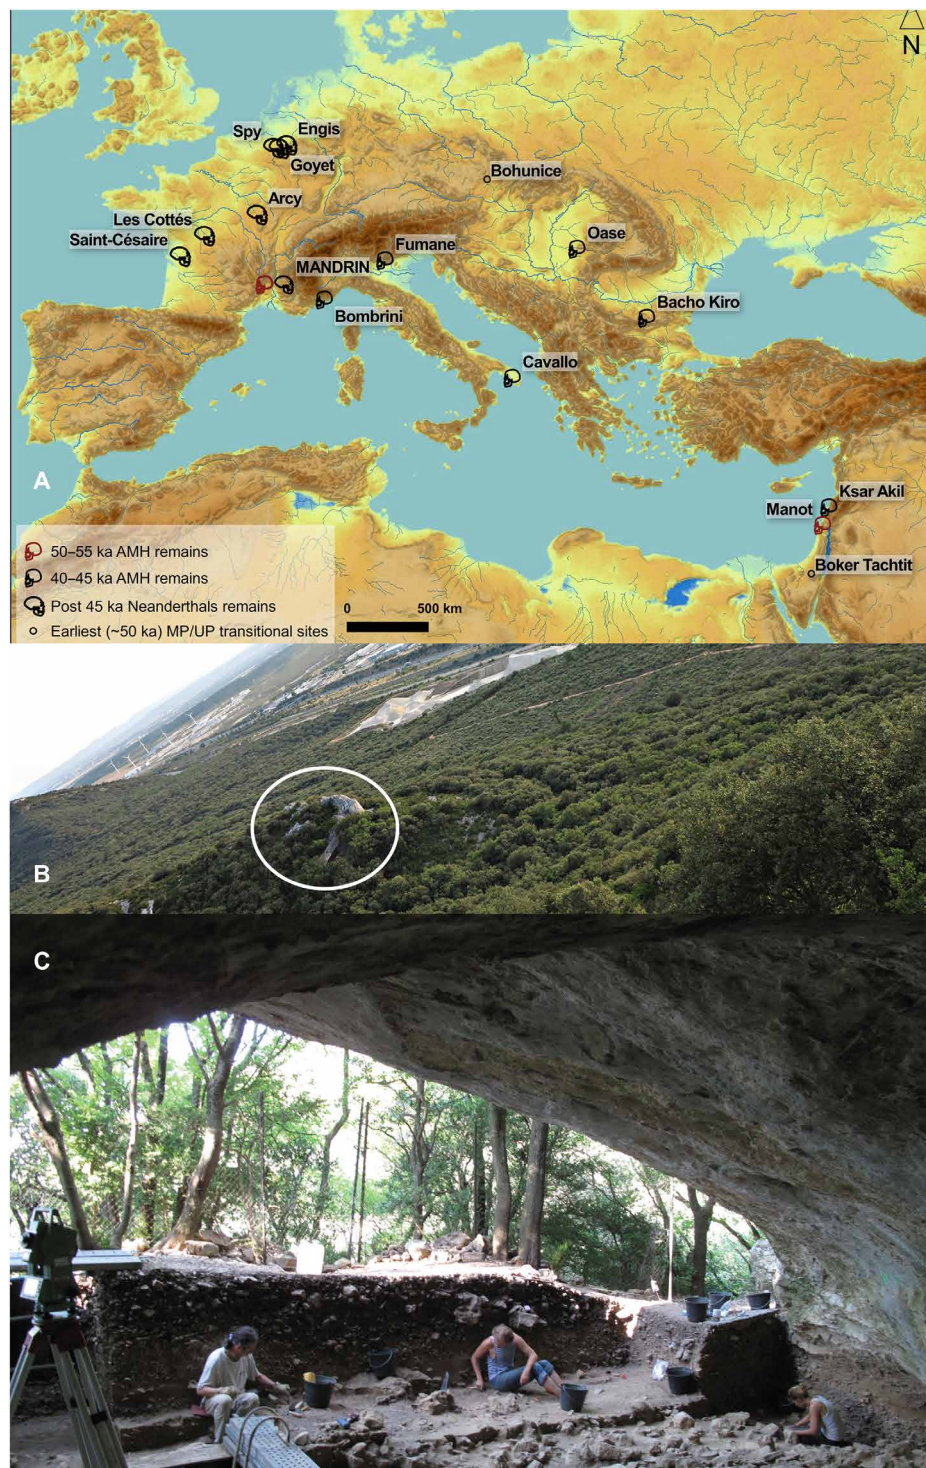 N
Spy
Engis
Goyet
Bohunice
Arcy
Les Cottés
Saint-Césaire
Fumane
Oase
MANDRIN
Bombrini
Bacho Kiro
Cavallo
A
Manot
Ksar Akil
Boker Tachtit
50–55 ka AMH remains
40–45 ka AMH remains
Post 45 ka Neanderthals remains
Earliest (~50 ka) MP/UP transitional sites
0 500 km
B
C